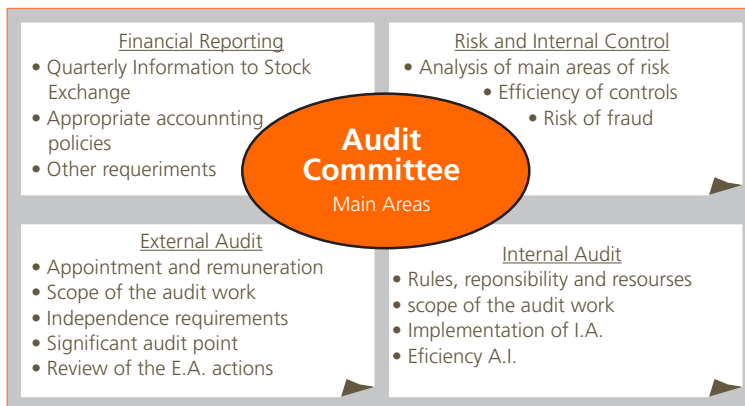 Financial Reporting
• Quarterly Information to Stock
Exchange
• Appropriate accounnting
policies
• Other requeriments
Risk and Internal Control
• Analysis of main areas of risk
• Efficiency of controls
• Risk of fraud
Audit
Committee
Main Areas
External Audit
• Appointment and remuneration
• Scope of the audit work
• Independence requirements
• Significant audit point
• Review of the E.A. actions
Internal Audit
• Rules, reponsibility and resourses
• scope of the audit work
• Implementation of I.A.
• Eficiency A.I.